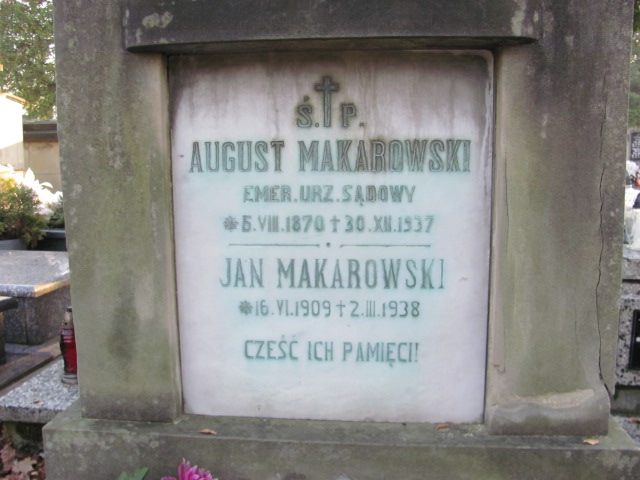 Ś. P.
AUGUST MAKAROWSKI
EMER. URZ. SĄDOWY
* 6. VIII. 1870 † 30. XII. 1937
JAN MAKAROWSKI
* 16. VI. 1909 † 2. III. 1938
CZEŚĆ ICH PAMIĘCI!